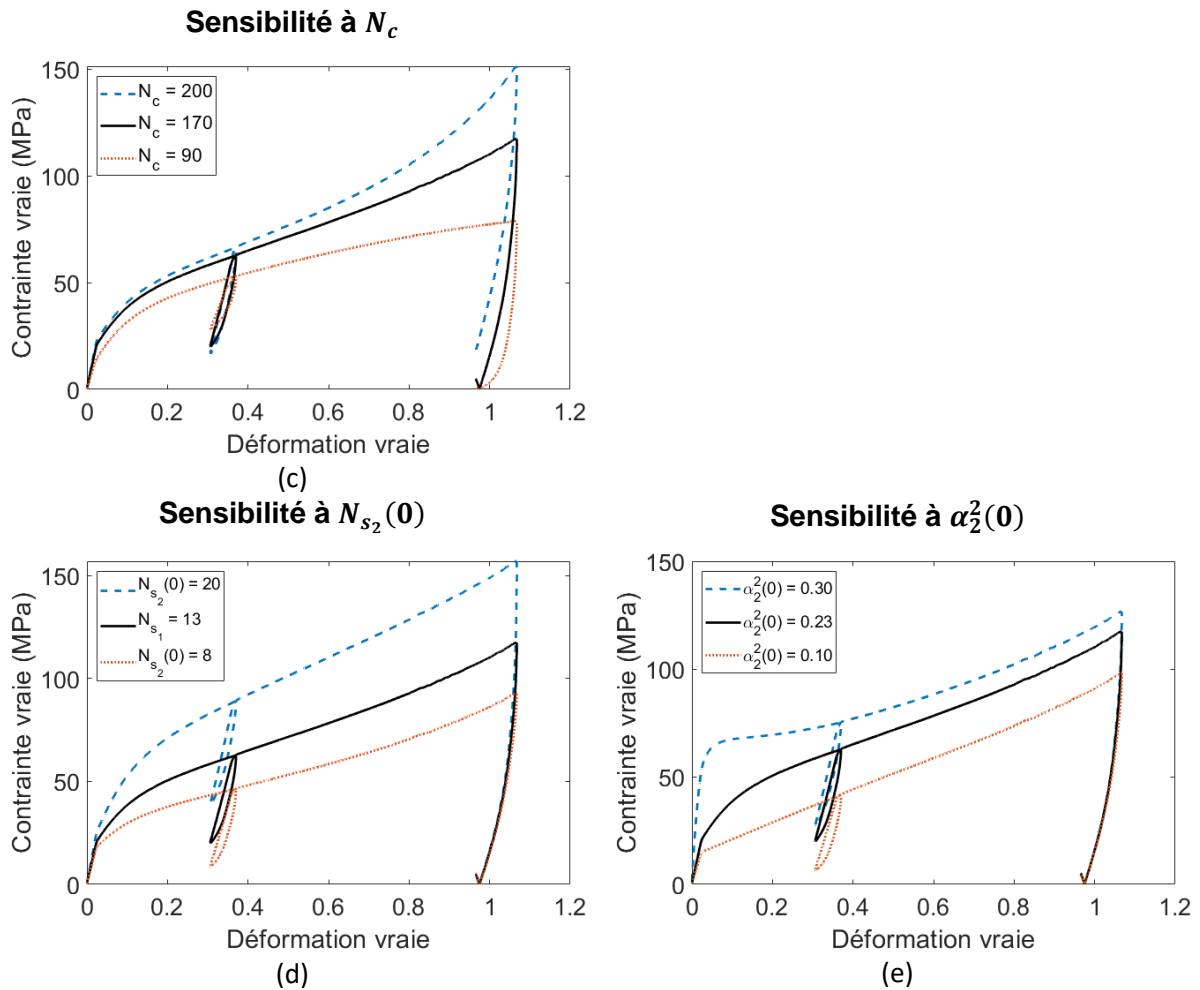 Sensibilité à N_c
150
100
50
0
0 0.2 0.4 0.6 0.8 1 1.2
Contrainte vraie (MPa)
N_c = 200
N_c = 170
N_c = 90
Déformation vraie
(c)
Sensibilité à N_{s_2}(0)
150
100
50
0
0 0.2 0.4 0.6 0.8 1 1.2
Contrainte vraie (MPa)
N_{s_2}(0) = 20
N_{s_1} = 13
N_{s_2}(0) = 8
Déformation vraie
(d)
Sensibilité à α_2^2(0)
150
100
50
0
0 0.2 0.4 0.6 0.8 1 1.2
Contrainte vraie (MPa)
α_2^2(0) = 0.30
α_2^2(0) = 0.23
α_2^2(0) = 0.10
Déformation vraie
(e)